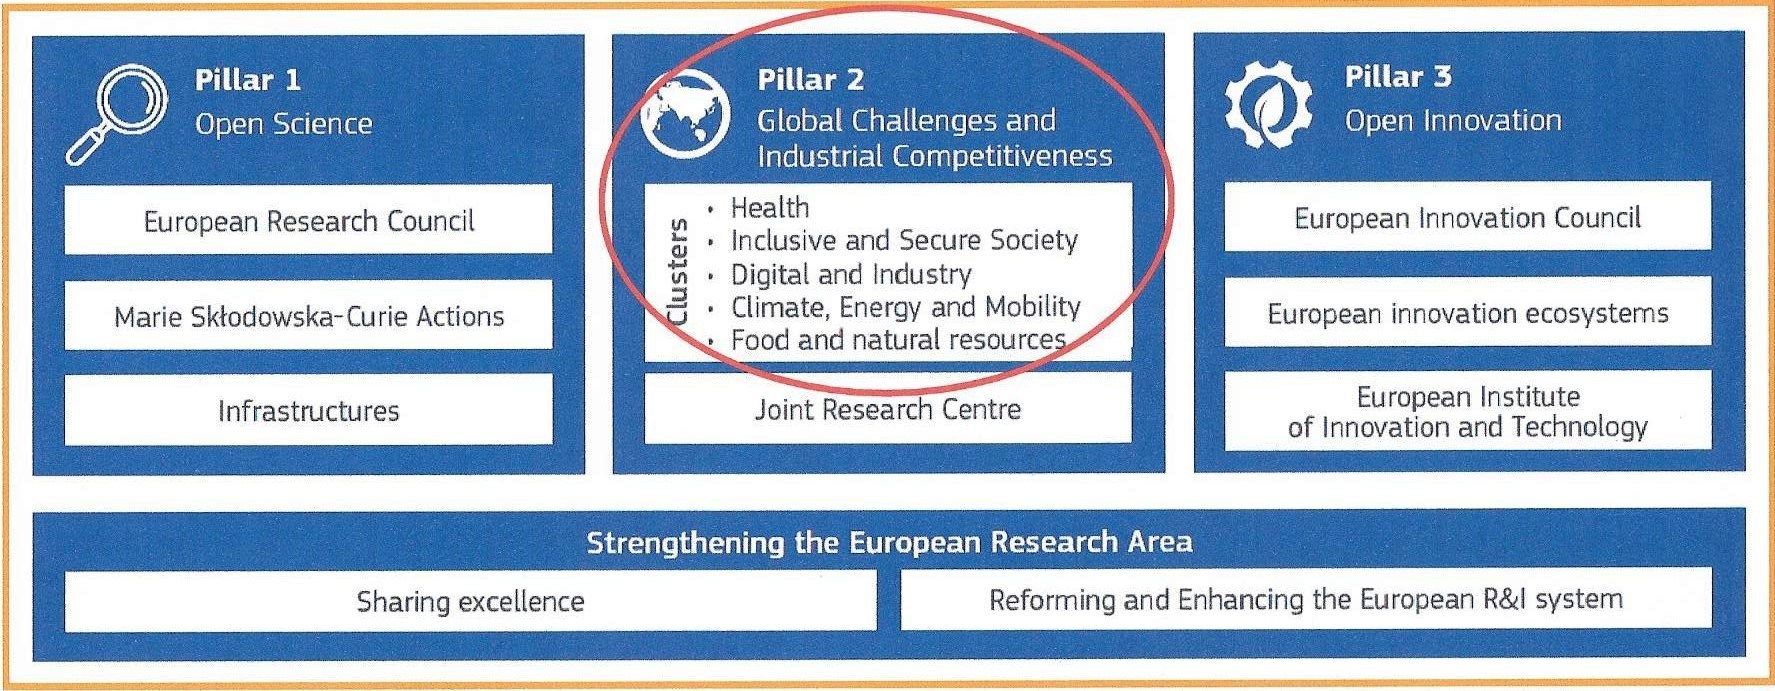 Pillar 1
Open Science
European Research Council
Marie Skłodowska-Curie Actions
Infrastructures
Pillar 2
Global Challenges and
Industrial Competitiveness
Clusters
· Health
· Inclusive and Secure Society
· Digital and Industry
· Climate, Energy and Mobility
· Food and natural resources
Joint Research Centre
Pillar 3
Open Innovation
European Innovation Council
European innovation ecosystems
European Institute
of Innovation and Technology
Strengthening the European Research Area
Sharing excellence
Reforming and Enhancing the European R&I system